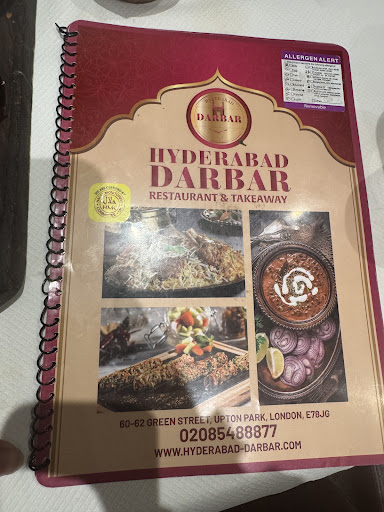 ALLERGEN ALERT
Removable
DARBAR
HYDERABAD
DARBAR
RESTAURANT & TAKEAWAY
60-62 GREEN STREET, UPTON PARK, LONDON, E78JG
02085488877
WWW.HYDERABAD-DARBAR.COM